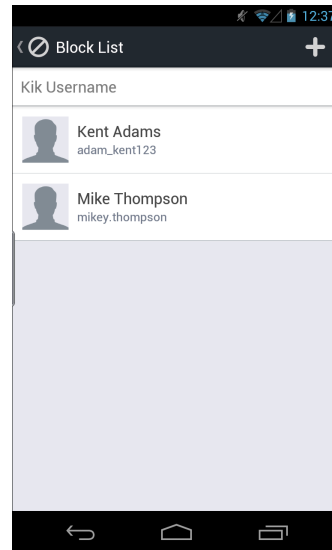 12:37
Block List
Kik Username
Kent Adams
adam_kent123
Mike Thompson
mikey.thompson